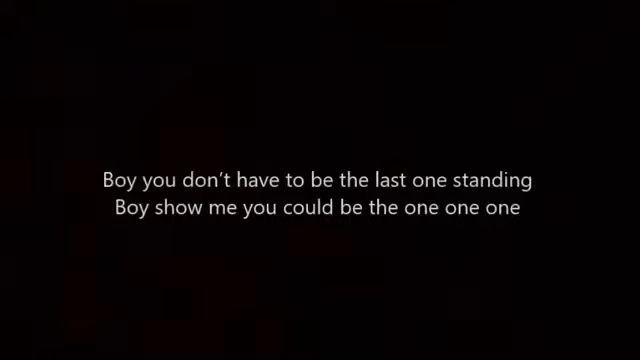 Boy you don’t have to be the last one standing
Boy show me you could be the one one one